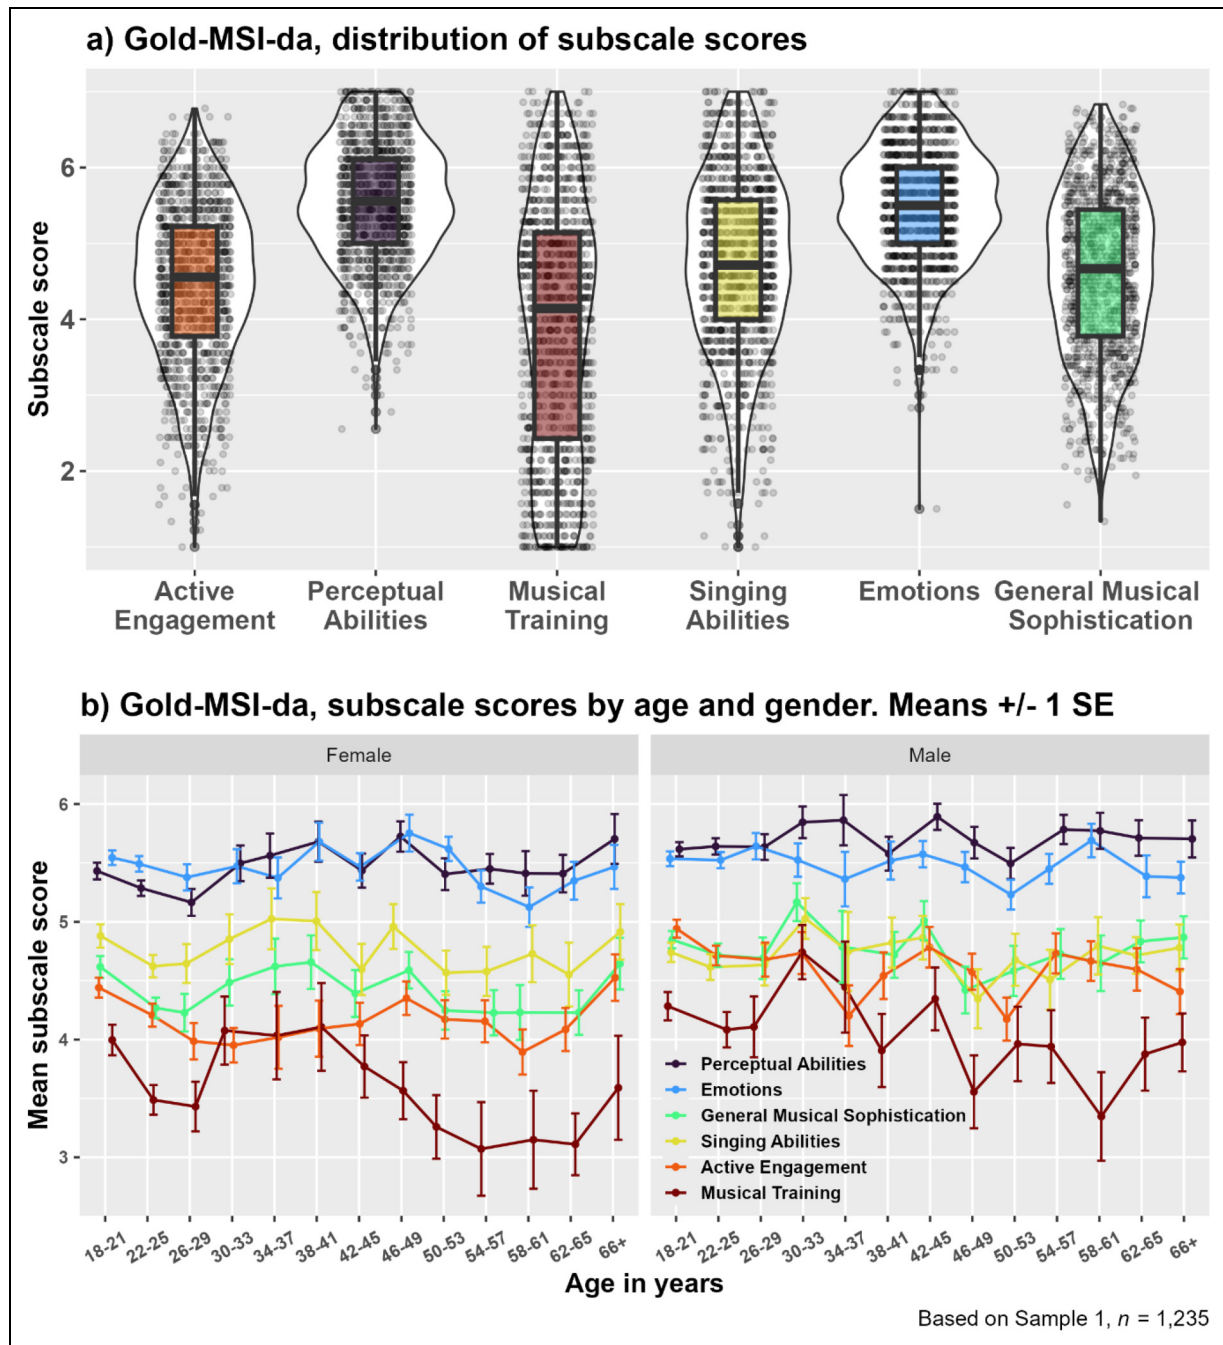 a) Gold-MSI-da, distribution of subscale scores
Subscale score
6
4
2
Active
Engagement
Perceptual
Abilities
Musical
Training
Singing
Abilities
Emotions
General Musical
Sophistication
b) Gold-MSI-da, subscale scores by age and gender. Means +/- 1 SE
Female
Male
Mean subscale score
6
5
4
3
Perceptual Abilities
Emotions
General Musical Sophistication
Singing Abilities
Active Engagement
Musical Training
18-21 22-25 26-29 30-33 34-37 38-41 42-45 46-49 50-53 54-57 58-61 62-65 66+
18-21 22-25 26-29 30-33 34-37 38-41 42-45 46-49 50-53 54-57 58-61 62-65 66+
Age in years
Based on Sample 1, n = 1,235